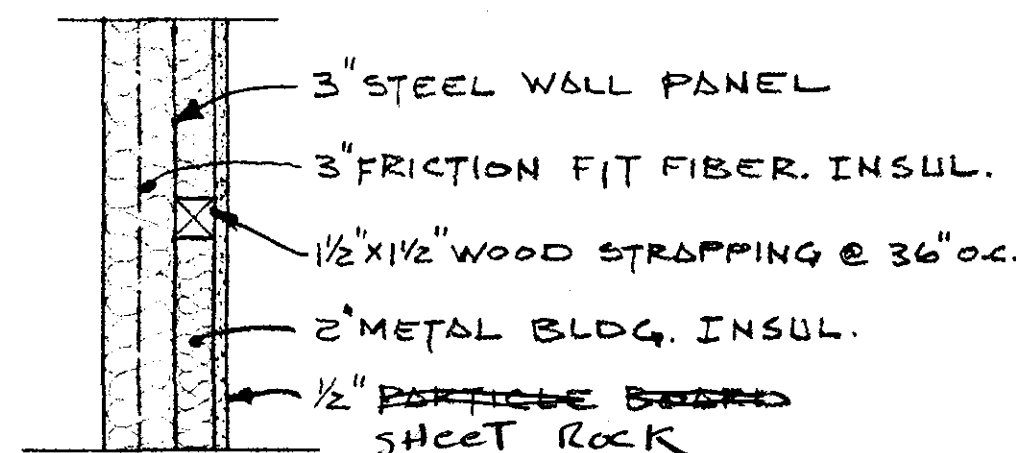 3" STEEL WALL PANEL
3" FRICTION FIT FIBER. INSUL.
1½"X1½" WOOD STRAPPING @ 36" O.C.
2" METAL BLDG. INSUL.
½" PARTICLE BOARD
SHEET ROCK